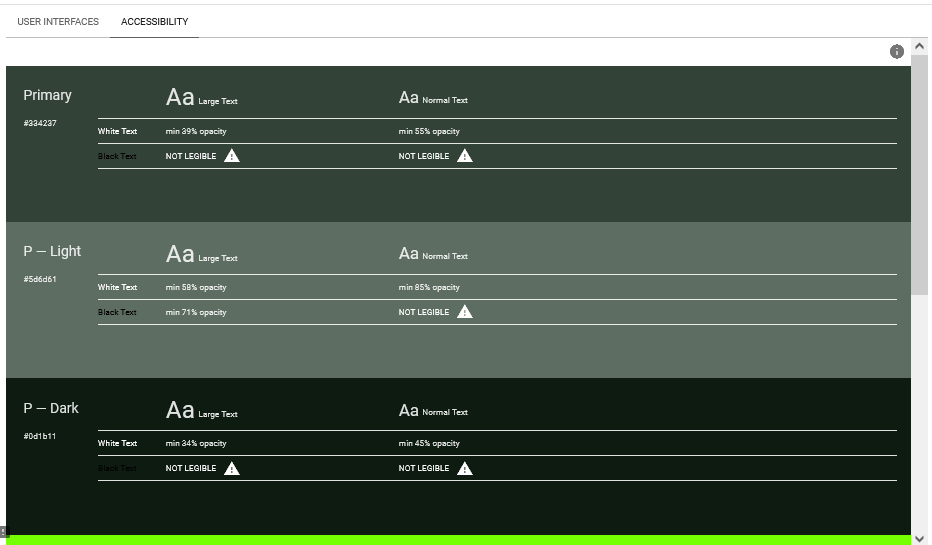 USER INTERFACES ACCESSIBILITY
Primary Aa Large Text Aa Normal Text
#334237
White Text min 39% opacity min 55% opacity
Black Text NOT LEGIBLE NOT LEGIBLE
P — Light Aa Large Text Aa Normal Text
#5d6d61
White Text min 58% opacity min 85% opacity
Black Text min 71% opacity NOT LEGIBLE
P — Dark Aa Large Text Aa Normal Text
#0d1b11
White Text min 34% opacity min 45% opacity
Black Text NOT LEGIBLE NOT LEGIBLE